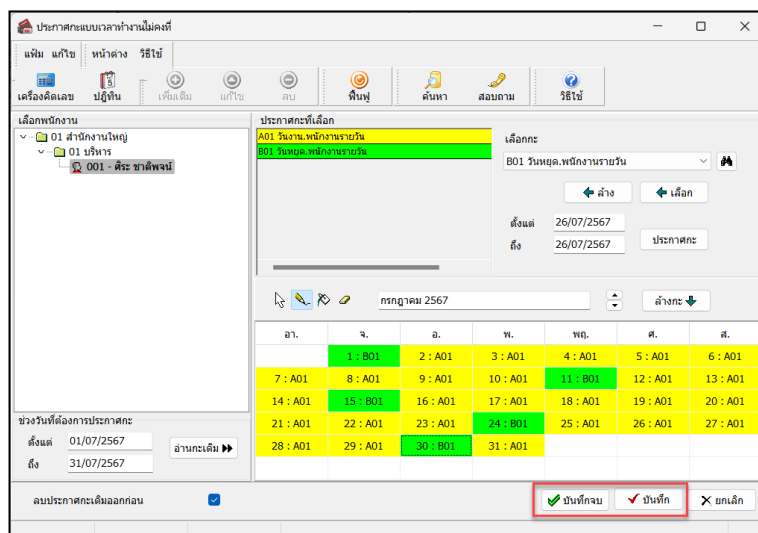 ประกาศกะแบบเวลาทำงานไม่คงที่
แฟ้ม แก้ไข หน้าต่าง วิธีใช้
เครื่องคิดเลข ปฏิทิน เพิ่มเติม แก้ไข ลบ พื้นฟู ค้นหา สอบถาม วิธีใช้
เลือกพนักงาน
01 สำนักงานใหญ่
01 บริหาร
001 - ศิระ ชาติพจน์
ประกาศกะที่เลือก
A01 วันงาน.พนักงานรายวัน
B01 วันหยุด.พนักงานรายวัน
เลือกกะ
B01 วันหยุด.พนักงานรายวัน
ล้าง เลือก
ตั้งแต่ 26/07/2567
ถึง 26/07/2567
ประกาศกะ
กรกฎาคม 2567 ล้างกะ
อา. จ. อ. พ. พฤ. ศ. ส.
1 : B01 2 : A01 3 : A01 4 : A01 5 : A01 6 : A01
7 : A01 8 : A01 9 : A01 10 : A01 11 : B01 12 : A01 13 : A01
14 : A01 15 : B01 16 : A01 17 : A01 18 : A01 19 : A01 20 : A01
21 : A01 22 : A01 23 : A01 24 : B01 25 : A01 26 : A01 27 : A01
28 : A01 29 : A01 30 : B01 31 : A01
ช่วงวันที่ต้องการประกาศกะ
ตั้งแต่ 01/07/2567
ถึง 31/07/2567
อ่านกะเดิม
ลบประกาศกะเดิมออกก่อน
บันทึกจบ บันทึก ยกเลิก